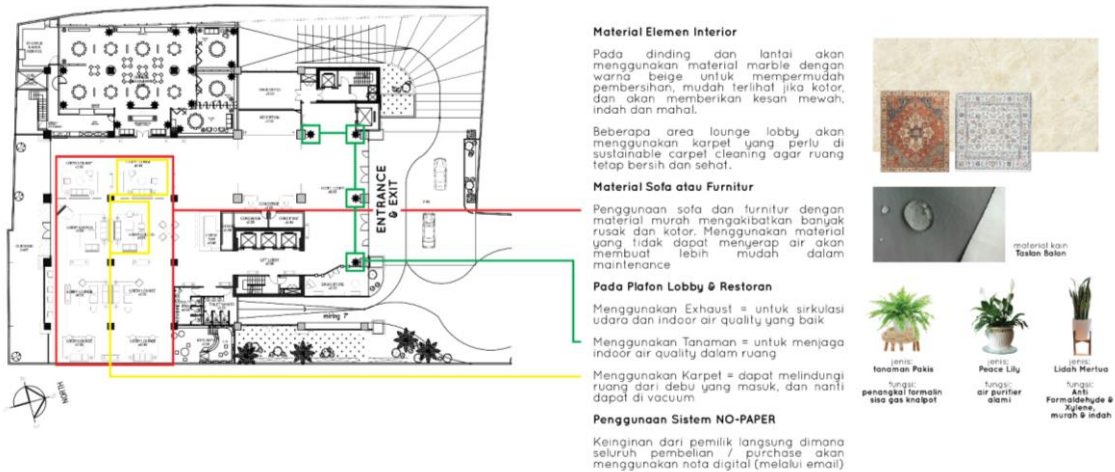 ENTRANCE
& EXIT
miring 7°
NORTH
Material Elemen Interior
Pada dinding dan lantai akan
menggunakan material marble dengan
warna beige untuk mempermudah
pembersihan, mudah terlihat jika kotor,
dan akan memberikan kesan mewah,
indah dan mahal.
Beberapa area lounge lobby akan
menggunakan karpet yang perlu di
sustainable carpet cleaning agar ruang
tetap bersih dan sehat.
Material Sofa atau Furnitur
Penggunaan sofa dan furnitur dengan
material murah mengakibatkan banyak
rusak dan kotor. Menggunakan material
yang tidak dapat menyerap air akan
membuat lebih mudah dalam
maintenance
Pada Plafon Lobby & Restoran
Menggunakan Exhaust = untuk sirkulasi
udara dan indoor air quality yang baik
Menggunakan Tanaman = untuk menjaga
indoor air quality dalam ruang
Menggunakan Karpet = dapat melindungi
ruang dari debu yang masuk, dan nanti
dapat di vacuum
Penggunaan Sistem NO-PAPER
Keinginan dari pemilik langsung dimana
seluruh pembelian / purchase akan
menggunakan nota digital (melalui email)
material kain
Taslan Balon
jenis:
tanaman Pakis
fungsi:
penangkal formalin
sisa gas knalpot
jenis:
Peace Lily
fungsi:
air purifier
alami
jenis:
Lidah Mertua
fungsi:
Anti
Formaldehyde &
Xylene,
murah & indah